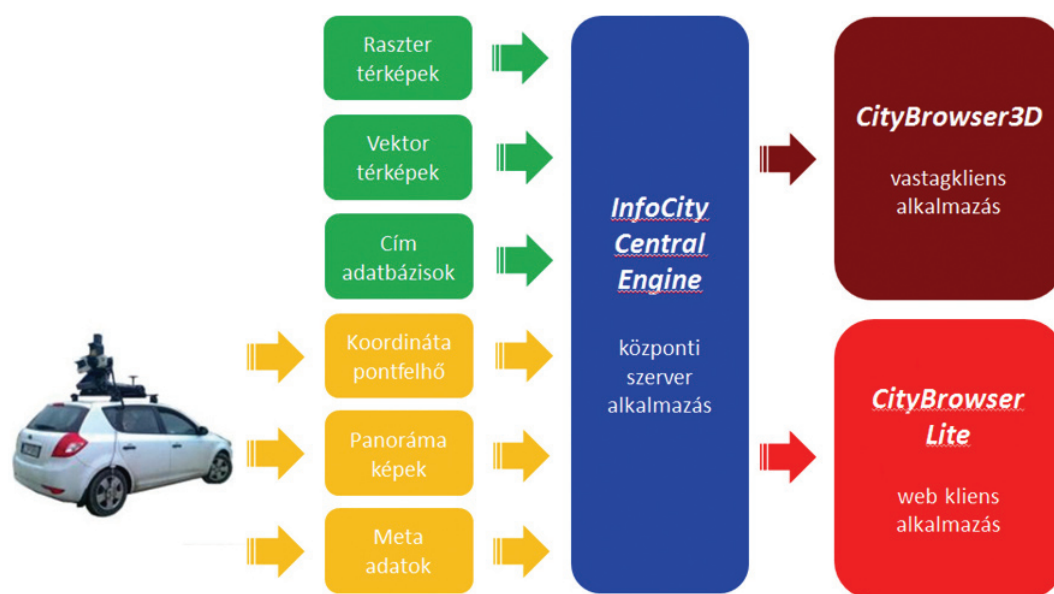 Raszter
térképek
Vektor
térképek
Cím
adatbázisok
Koordináta
pontfelhő
Panoráma
képek
Meta
adatok
InfoCity
Central
Engine
központi
szerver
alkalmazás
CityBrowser3D
vastagkliens
alkalmazás
CityBrowser
Lite
web kliens
alkalmazás